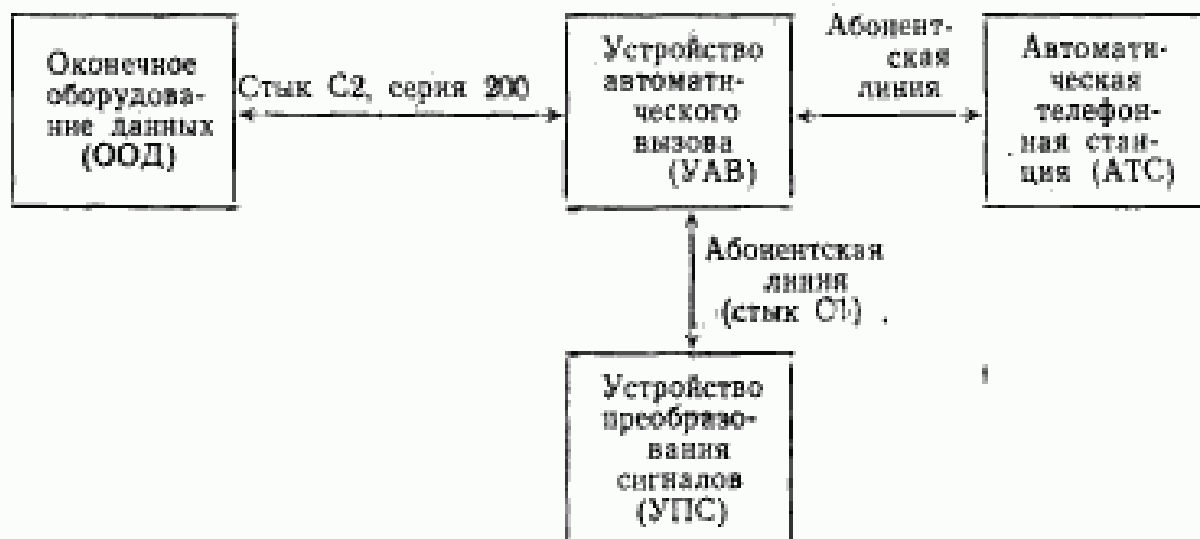 Оконечное
оборудова-
ние данных
(ООД)
Стык С2, серия 200
Устройство
автомати-
ческого
вызова
(УАВ)
Абонент-
ская
линия
Автомати-
ческая
телефон-
ная стан-
ция (АТС)
Абонентская
линия
(стык С1)
Устройство
преобразо-
вания
сигналов
(УПС)